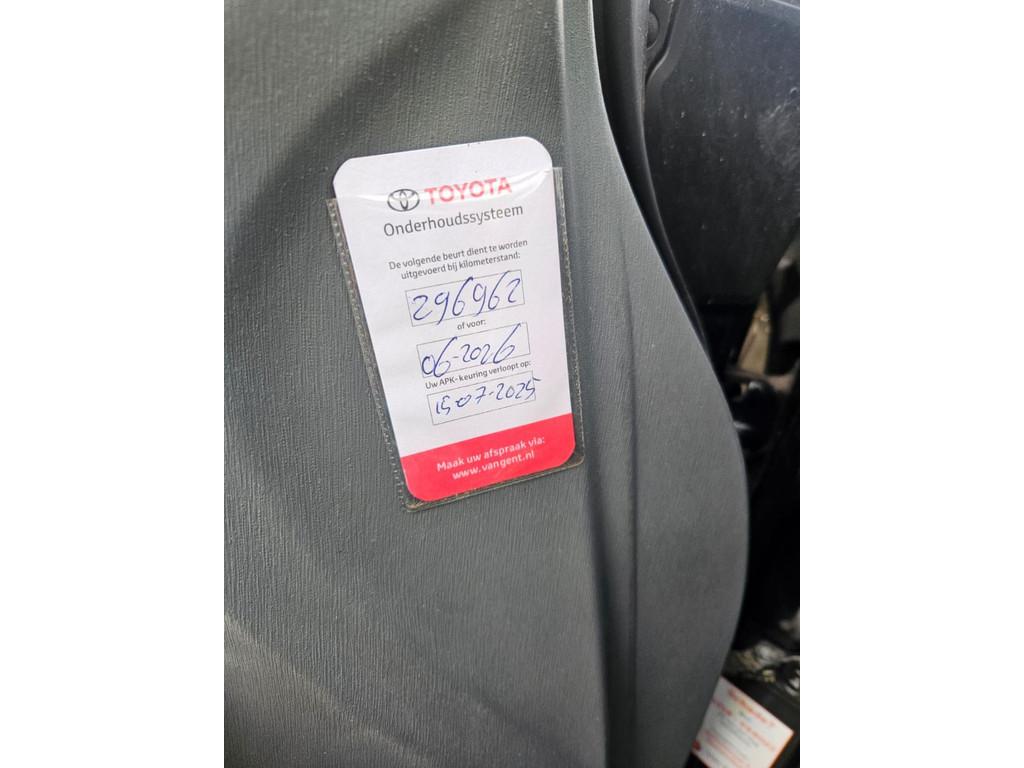 TOYOTA
Onderhoudssysteem
De volgende beurt dient te worden
uitgevoerd bij kilometerstand:
296962
of voor:
06-2026
Uw APK-keuring verloopt op:
15-07-2025
Maak uw afspraak via:
www.vangent.nl